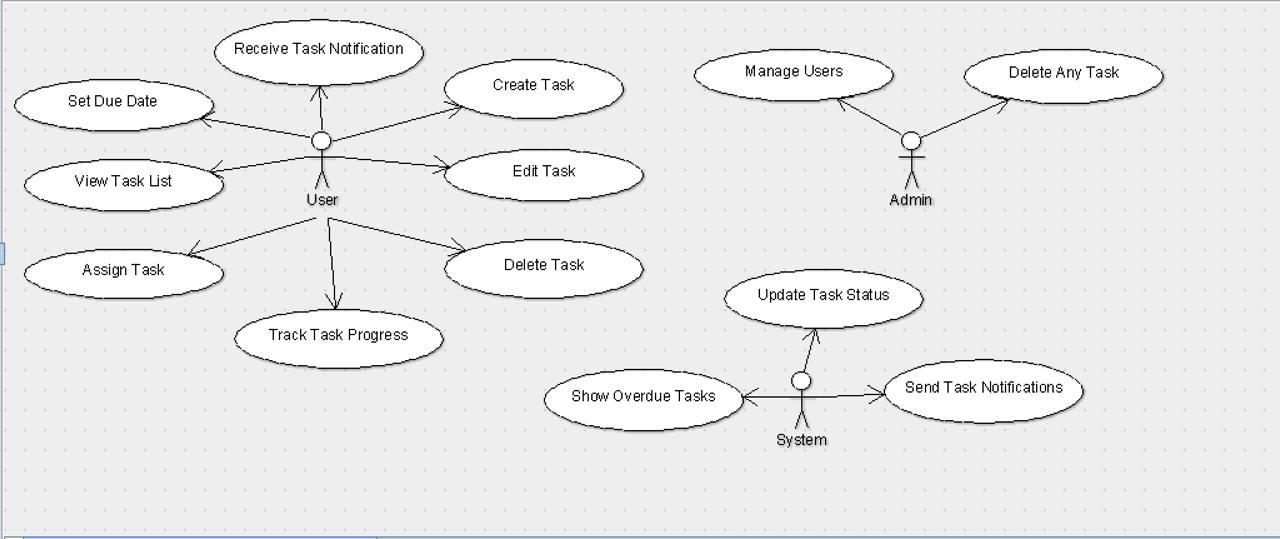 Receive Task Notification
Create Task
Set Due Date
View Task List
Edit Task
User
Assign Task
Delete Task
Track Task Progress
Manage Users
Delete Any Task
Admin
Update Task Status
Show Overdue Tasks
Send Task Notifications
System